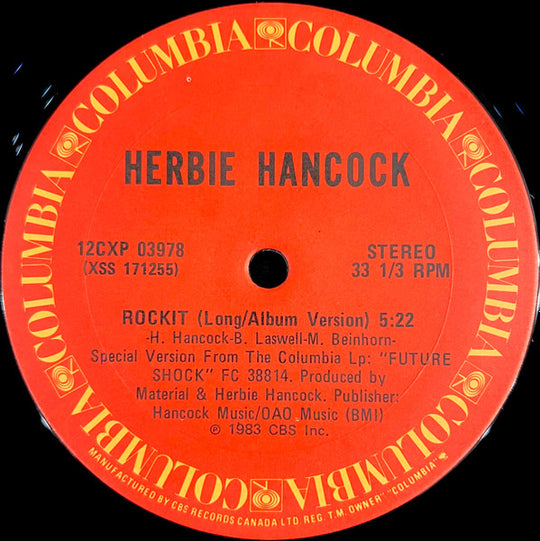 COLUMBIA COLUMBIA COLUMBIA COLUMBIA COLUMBIA COLUMBIA COLUMBIA COLUMBIA
HERBIE HANCOCK
12CXP 03978
(XSS 171255)
STEREO
33 1/3 RPM
ROCKIT (Long/Album Version) 5:22
-H. Hancock-B. Laswell-M. Beinhorn-
Special Version From The Columbia Lp: "FUTURE
SHOCK" FC 38814. Produced by
Material & Herbie Hancock. Publisher:
Hancock Music/OAO Music (BMI)
℗ 1983 CBS Inc.
MANUFACTURED BY CBS RECORDS CANADA LTD REG. T.M. OWNER "COLUMBIA"